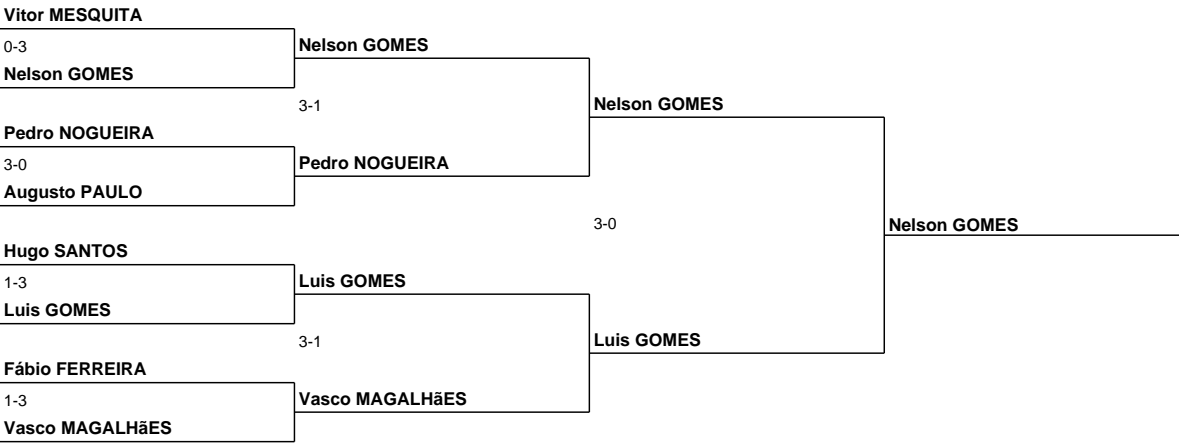 Vitor MESQUITA
0-3
Nelson GOMES
Nelson GOMES
3-1
Nelson GOMES
Pedro NOGUEIRA
3-0
Pedro NOGUEIRA
Augusto PAULO
3-0
Nelson GOMES
Hugo SANTOS
1-3
Luis GOMES
Luis GOMES
3-1
Luis GOMES
Fábio FERREIRA
1-3
Vasco MAGALHãES
Vasco MAGALHãES